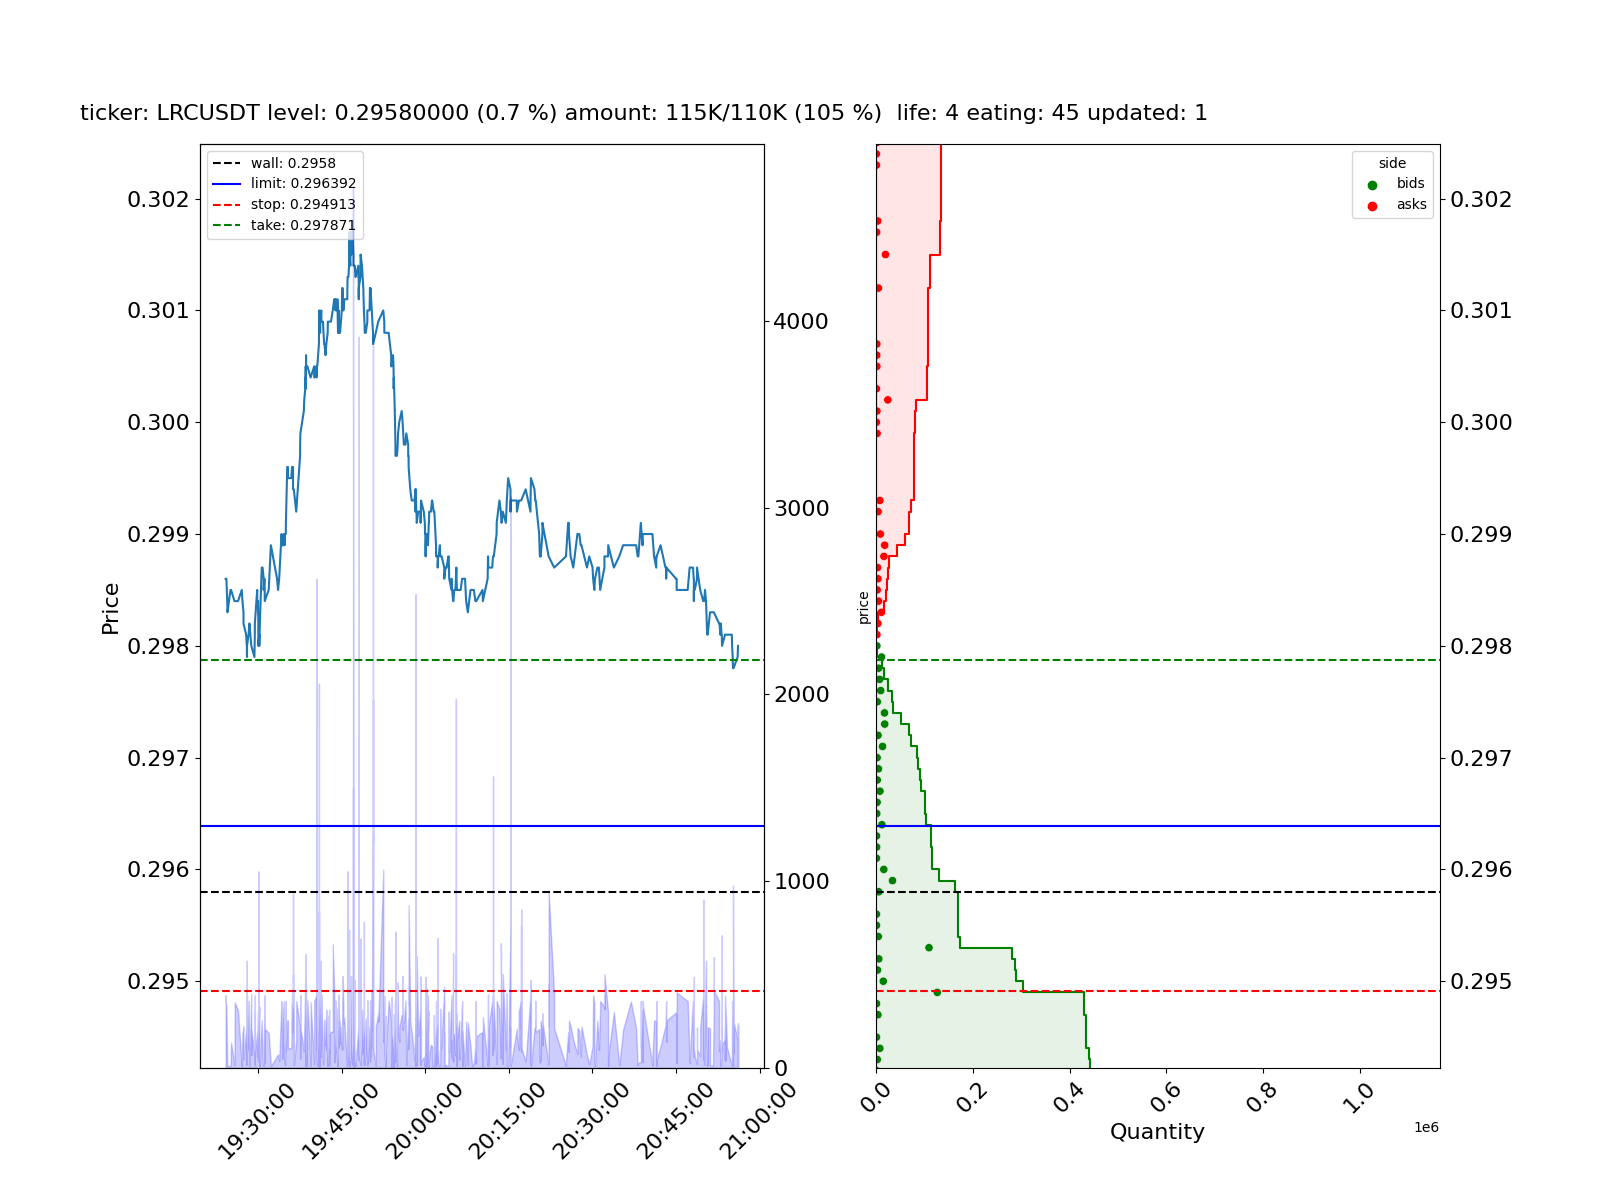 ticker: LRCUSDT level: 0.29580000 (0.7 %) amount: 115K/110K (105 %)  life: 4 eating: 45 updated: 1
wall: 0.2958
limit: 0.296392
stop: 0.294913
take: 0.297871
0.302
0.301
0.300
0.299
0.298
0.297
0.296
0.295
Price
4000
3000
2000
1000
0
19:30:00
19:45:00
20:00:00
20:15:00
20:30:00
20:45:00
21:00:00
side
bids
asks
price
0.302
0.301
0.300
0.299
0.298
0.297
0.296
0.295
0.0
0.2
0.4
0.6
0.8
1.0
1e6
Quantity